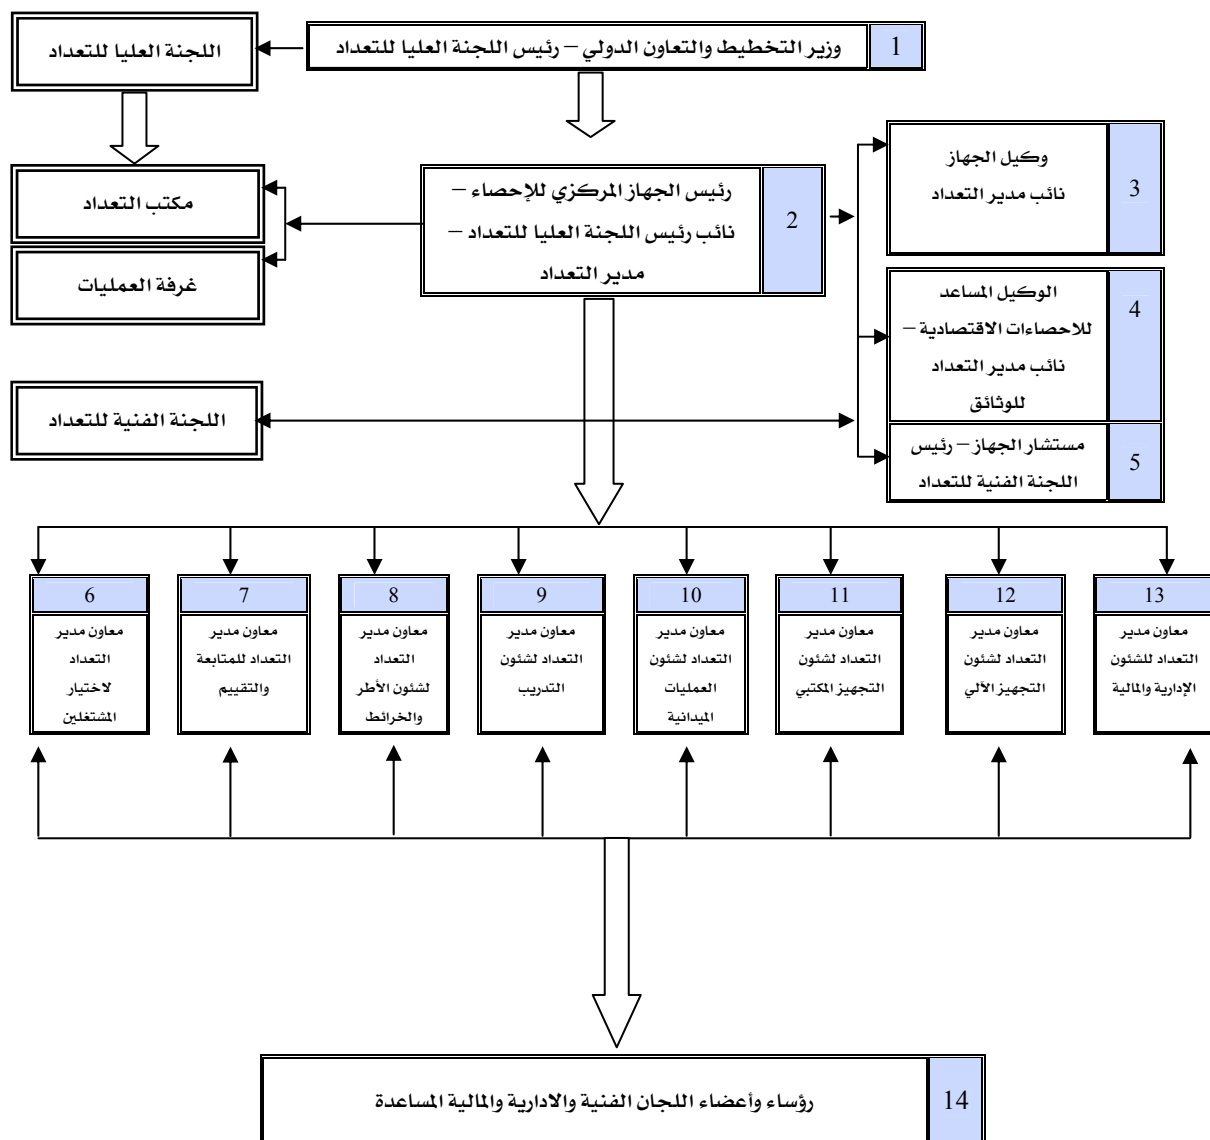 1
وزير التخطيط والتعاون الدولي – رئيس اللجنة العليا للتعداد
اللجنة العليا للتعداد
2
رئيس الجهاز المركزي للإحصاء –
نائب رئيس اللجنة العليا للتعداد –
مدير التعداد
3
وكيل الجهاز
نائب مدير التعداد
مكتب التعداد
غرفة العمليات
4
الوكيل المساعد
للاحصاءات الاقتصادية –
نائب مدير التعداد
للوثائق
5
مستشار الجهاز – رئيس
اللجنة الفنية للتعداد
اللجنة الفنية للتعداد
13
معاون مدير
التعداد للشئون
الإدارية والمالية
12
معاون مدير
التعداد لشئون
التجهيز الآلي
11
معاون مدير
التعداد لشئون
التجهيز المكتبي
10
معاون مدير
التعداد لشئون
العمليات
الميدانية
9
معاون مدير
التعداد لشئون
التدريب
8
معاون مدير
التعداد
لشئون الأطر
والخرائط
7
معاون مدير
التعداد للمتابعة
والتقييم
6
معاون مدير
التعداد
لاختيار
المشتغلين
14
رؤساء وأعضاء اللجان الفنية والادارية والمالية المساعدة